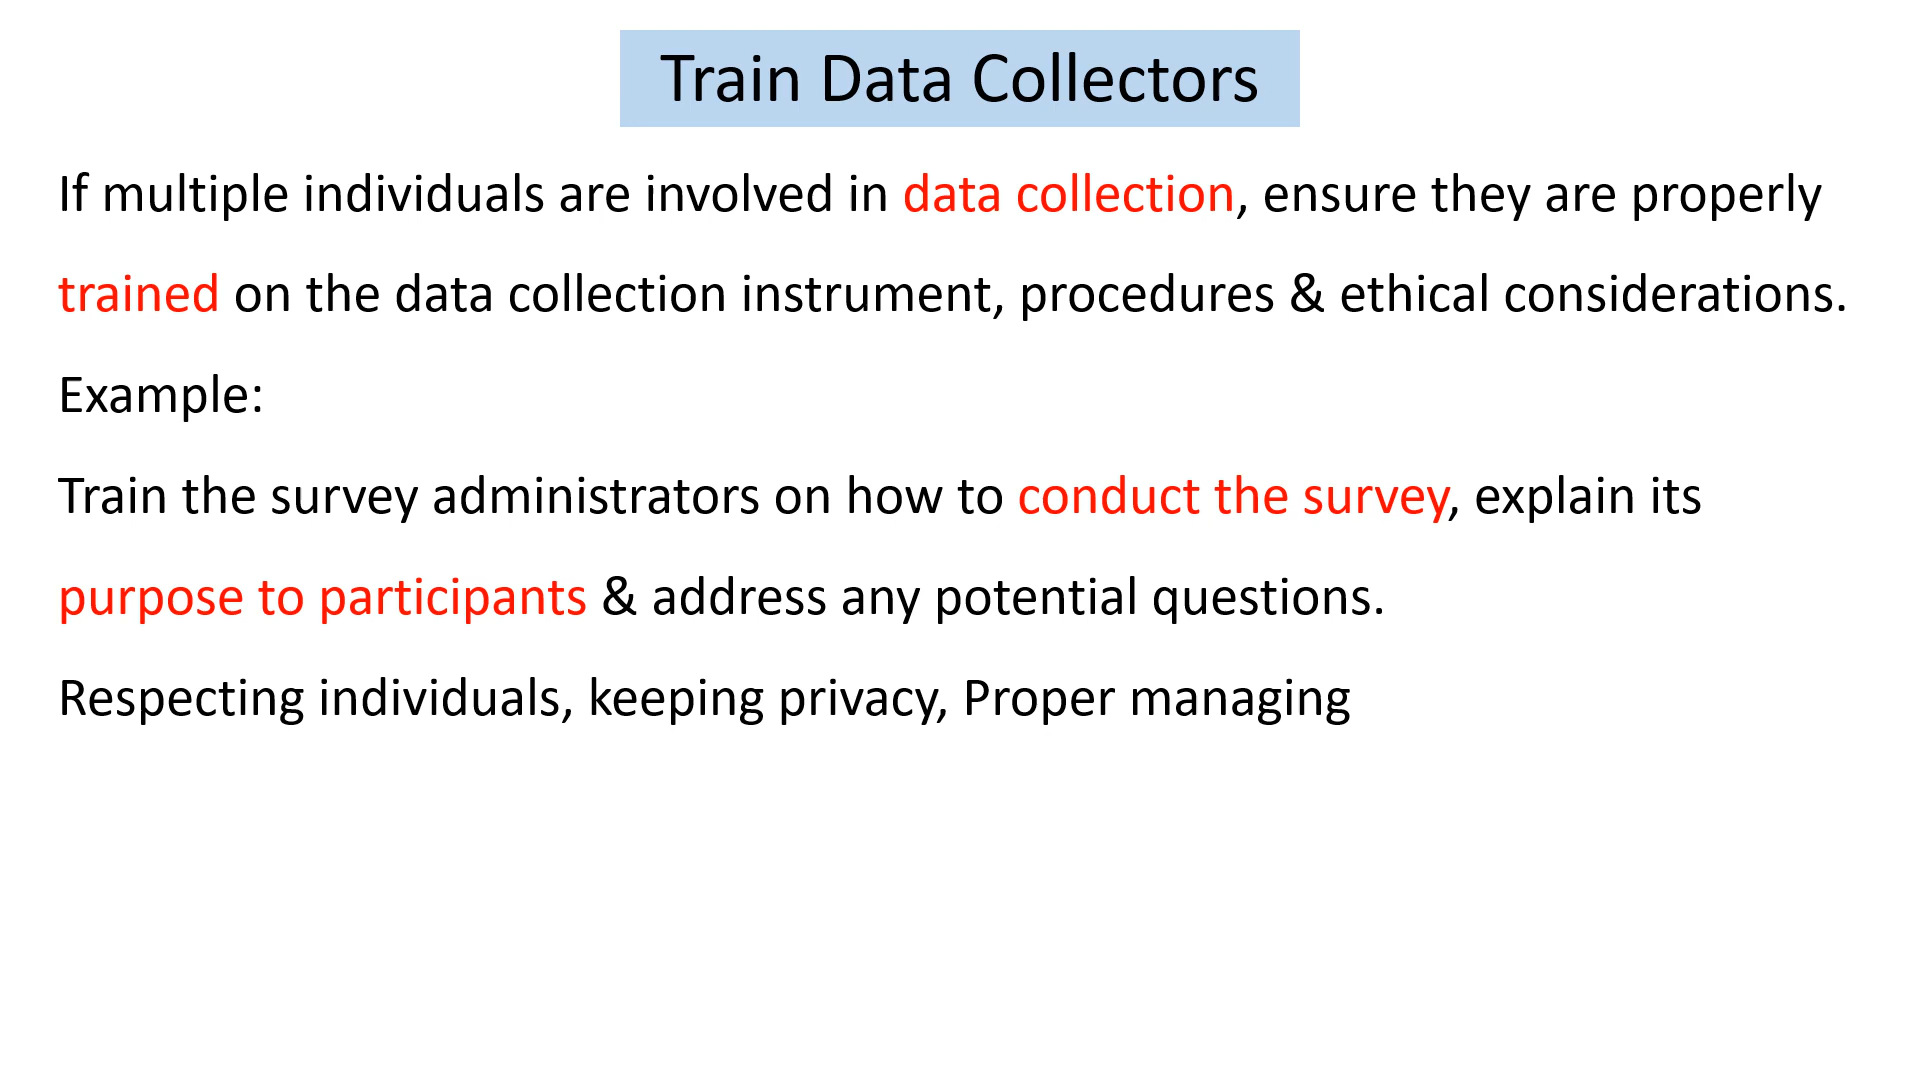 Train Data Collectors
If multiple individuals are involved in data collection, ensure they are properly
trained on the data collection instrument, procedures & ethical considerations.
Example:
Train the survey administrators on how to conduct the survey, explain its
purpose to participants & address any potential questions.
Respecting individuals, keeping privacy, Proper managing